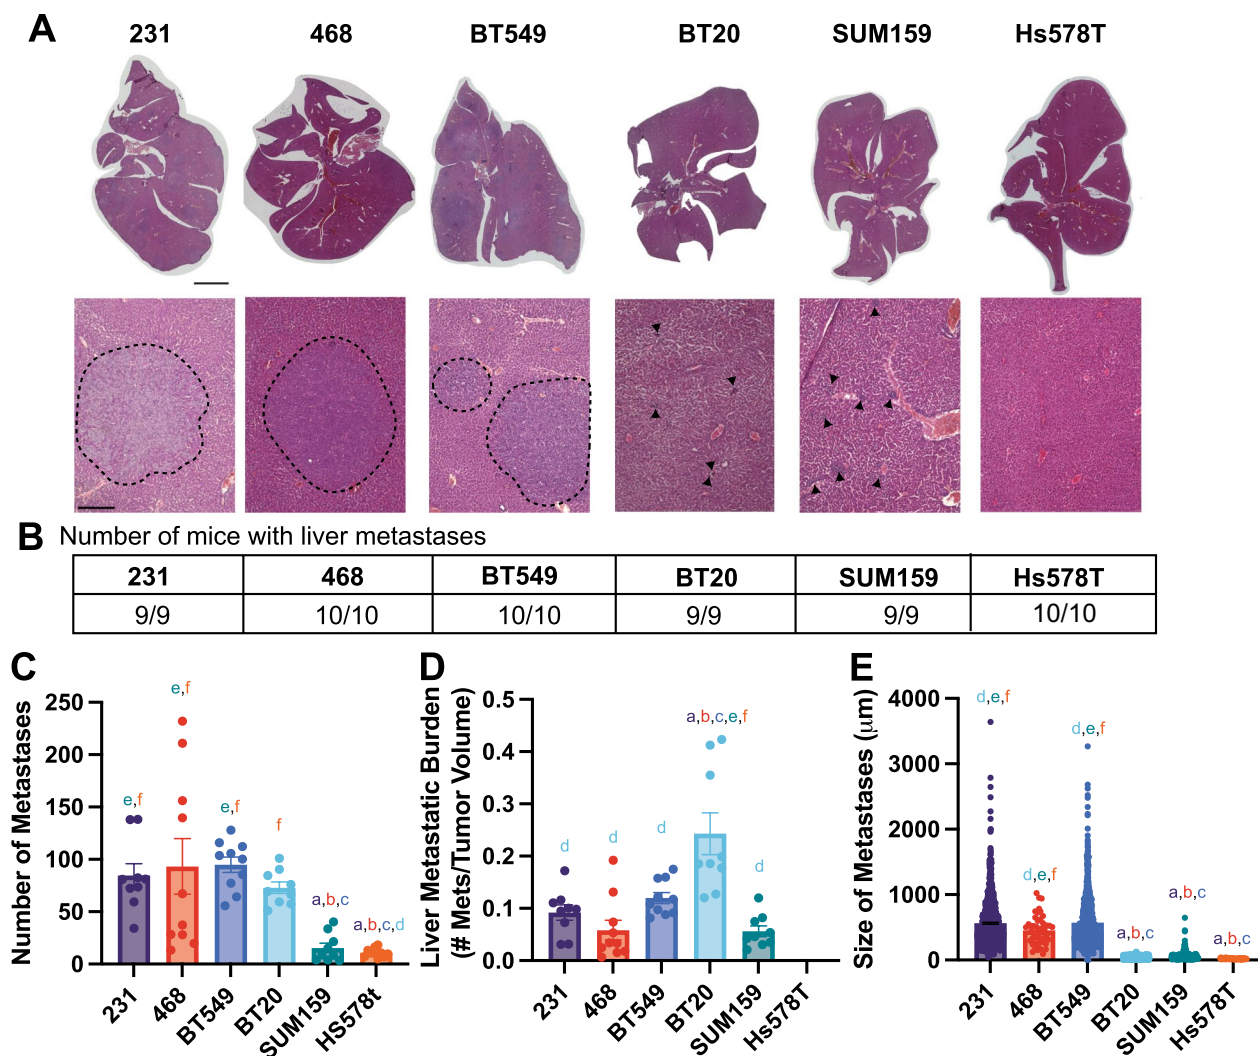 A
231 468 BT549 BT20 SUM159 Hs578T
B Number of mice with liver metastases
231 468 BT549 BT20 SUM159 Hs578T
9/9 10/10 10/10 9/9 9/9 10/10
C
Number of Metastases
250
200
150
100
50
0
e,f
e,f
e,f
f
a,b,c
a,b,c,d
231 468 BT549 BT20 SUM159 HS578t
D
Liver Metastatic Burden
(# Mets/Tumor Volume)
0.5
0.4
0.3
0.2
0.1
0.0
d
d
d
a,b,c,e,f
d
231 468 BT549 BT20 SUM159 Hs578T
E
Size of Metastases (μm)
4000
3000
2000
1000
0
d,e,f
d,e,f
d,e,f
a,b,c
a,b,c
a,b,c
231 468 BT549 BT20 SUM159 Hs578T